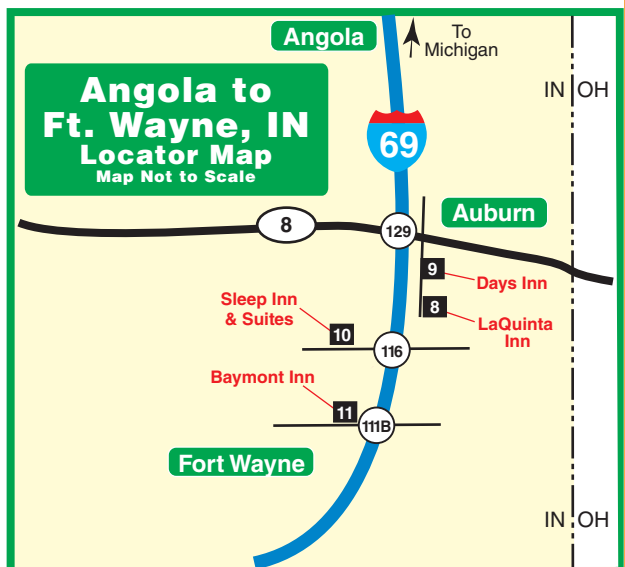 Angola
To
Michigan
Angola to
Ft. Wayne, IN
Locator Map
Map Not to Scale
IN OH
69
Auburn
8
129
9
Days Inn
8
LaQuinta
Inn
Sleep Inn
& Suites
10
116
Baymont Inn
11
111B
Fort Wayne
IN OH